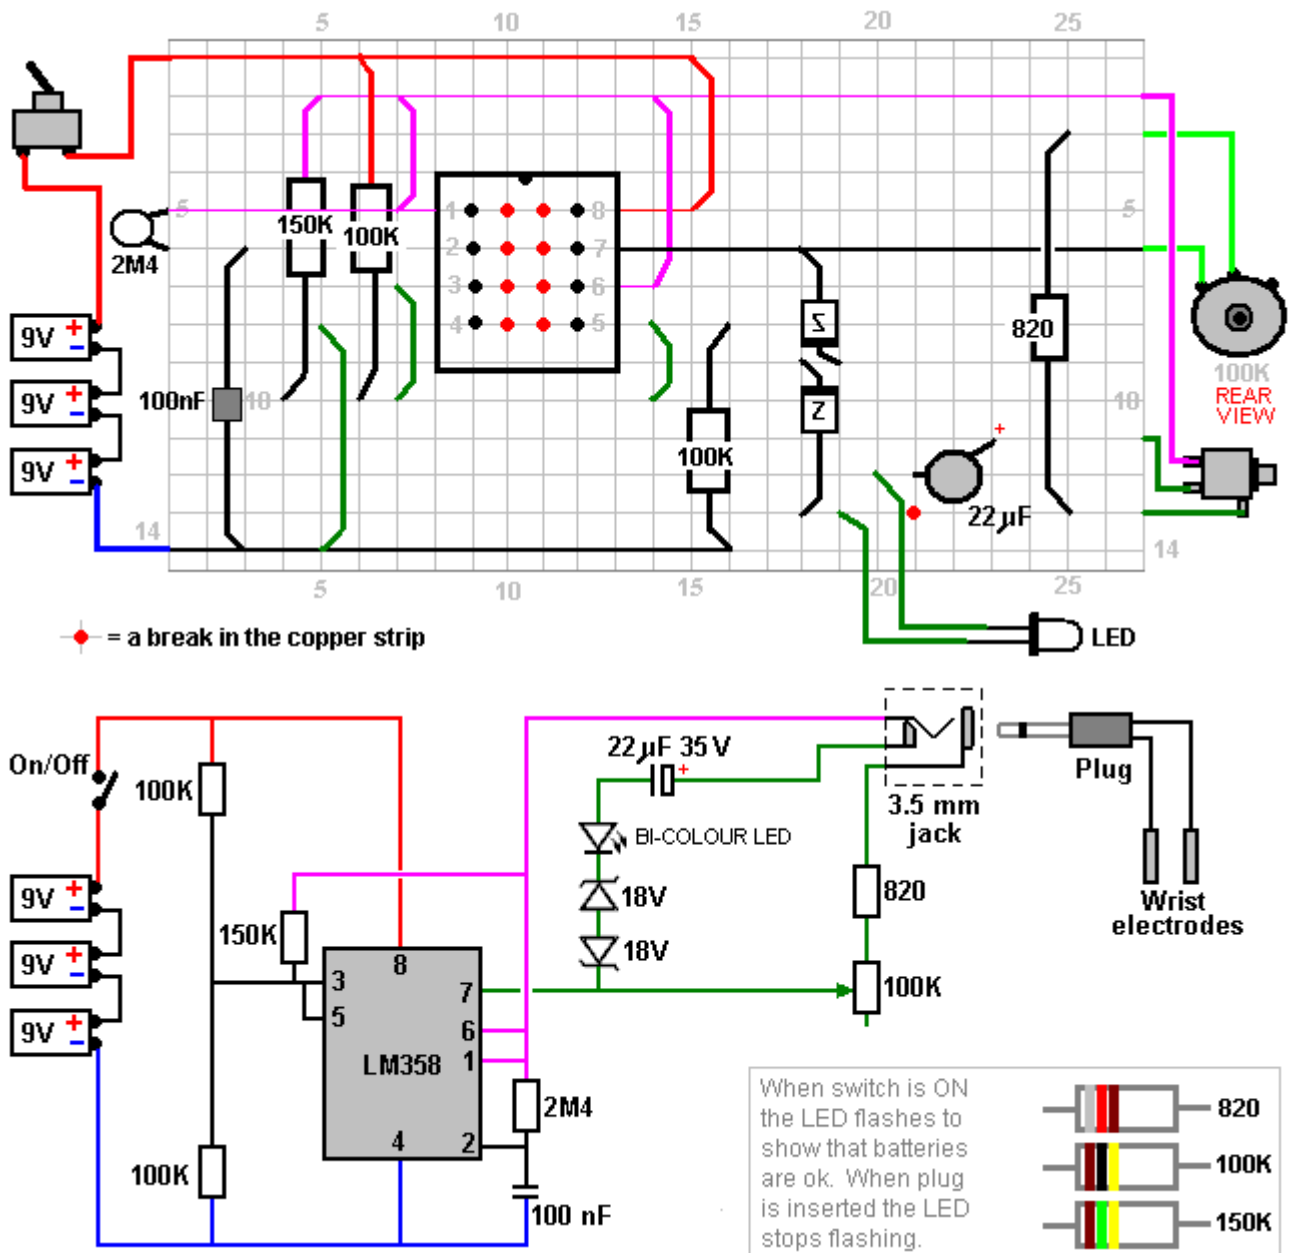 5 10 15 20 25
5 1 8 5
150K 100K
2M4 2 7
3 6
9V + −
4 5
Z
820
100K
REAR
VIEW
9V + −
100nF 10 Z 10
+
9V + −
100K
22µF
14 14
5 10 15 20 25
= a break in the copper strip
LED
22µF 35V
+
On/Off
100K
Plug
3.5 mm
jack
BI-COLOUR LED
9V + −
18V
820
Wrist
electrodes
150K
18V
9V + −
3 8 7
100K
9V + −
5 6
LM358 1
2M4
4 2
100K
100 nF
When switch is ON
the LED flashes to
show that batteries
are ok. When plug
is inserted the LED
stops flashing.
820
100K
150K